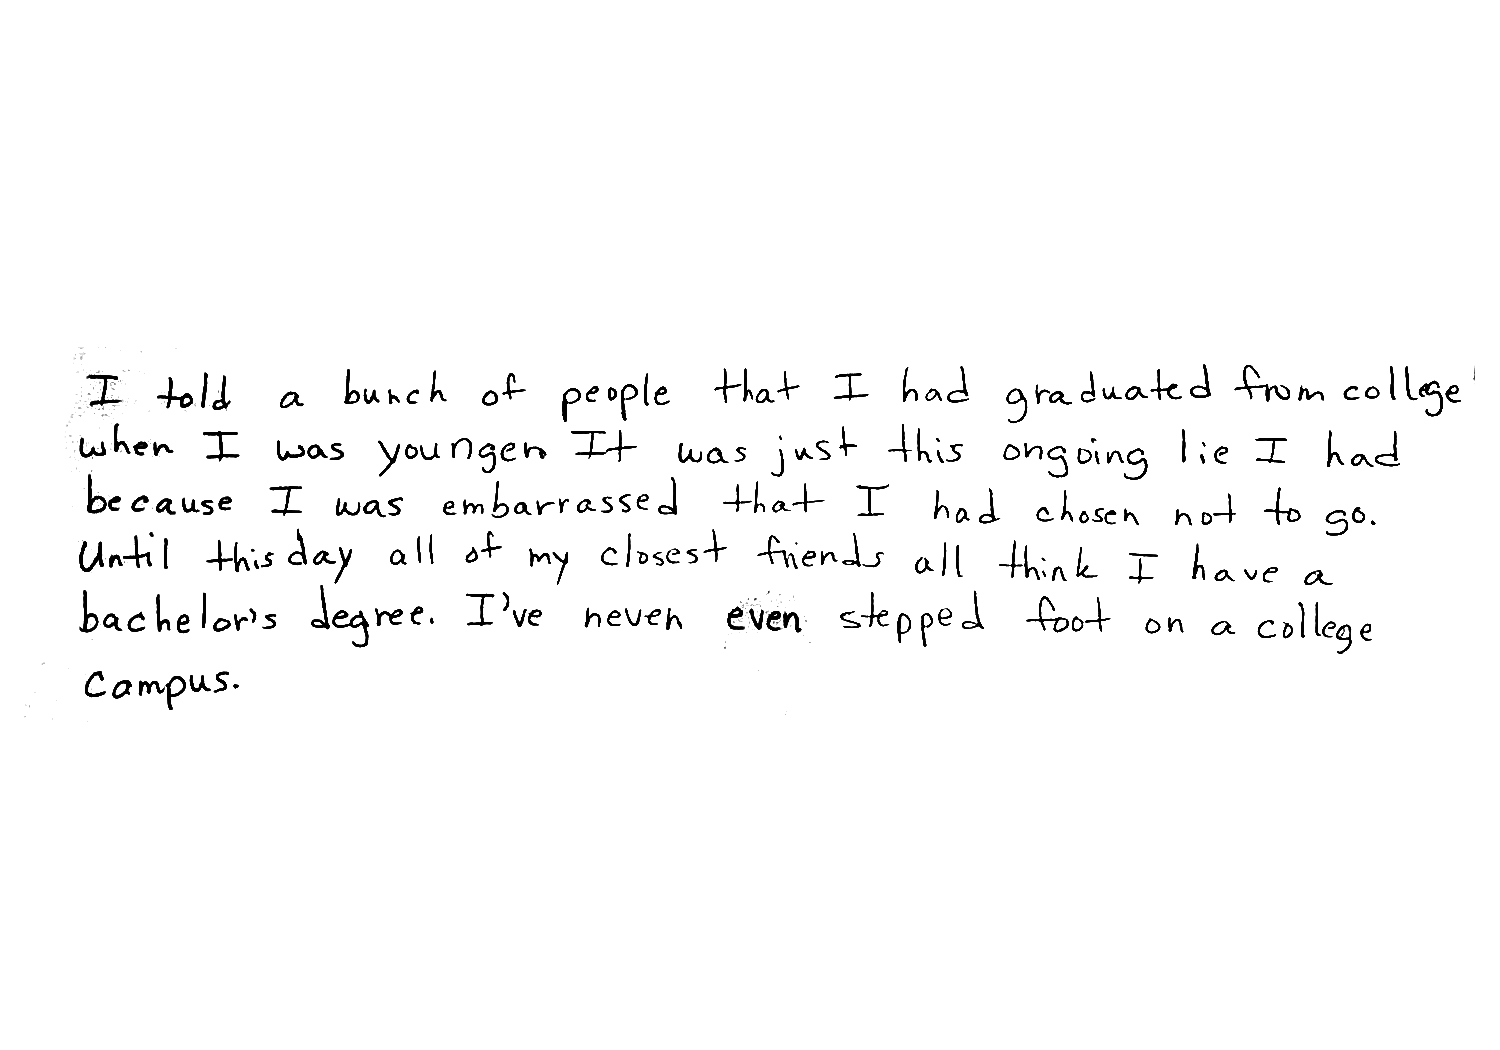 I told a bunch of people that I had graduated from college
when I was younger It was just this ongoing lie I had
because I was embarrassed that I had chosen not to go.
Until this day all of my closest friends all think I have a
bachelor's degree. I've never even stepped foot on a college
campus.